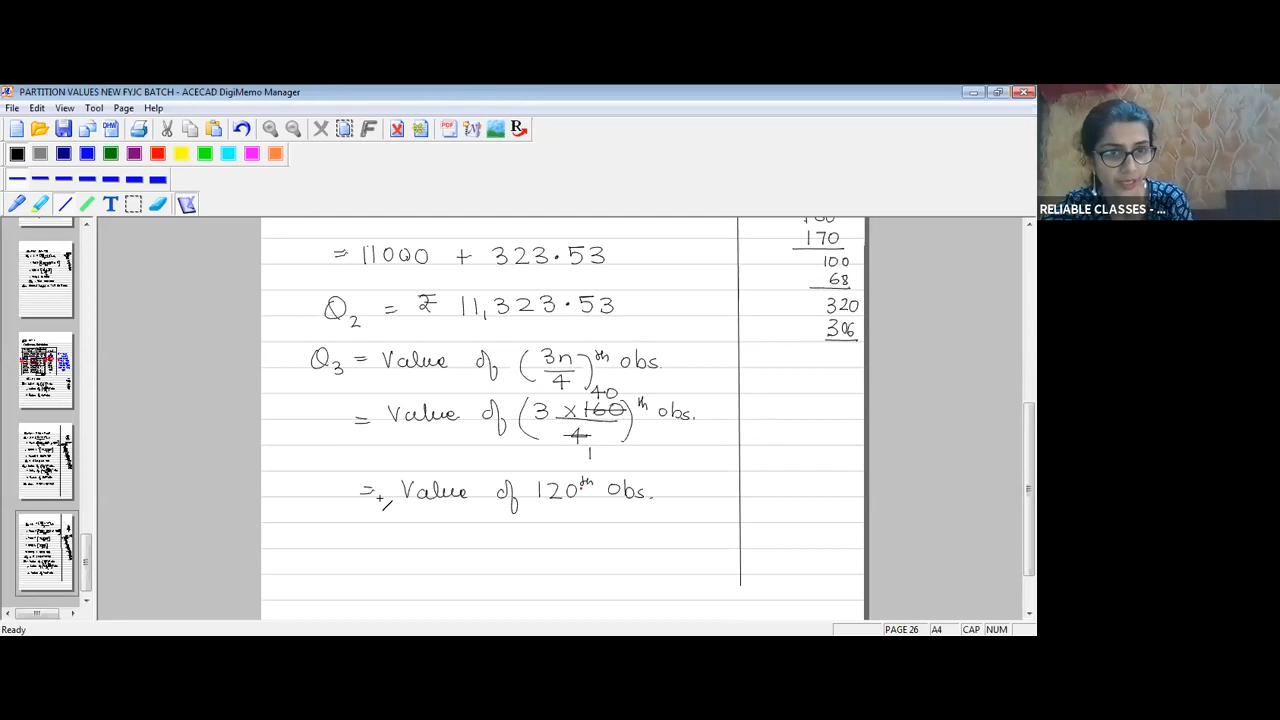 PARTITION VALUES NEW FYJC BATCH - ACECAD DigiMemo Manager
File Edit View Tool Page Help
RELIABLE CLASSES - ...
= 11000 + 323.53
Q2 = ₹ 11,323.53
Q3 = Value of (3n/4)th obs.
40
= Value of (3 × 160/4)th obs.
1
= Value of 120th Obs.
170
100
68
320
306
Ready
PAGE 26 A4 CAP NUM